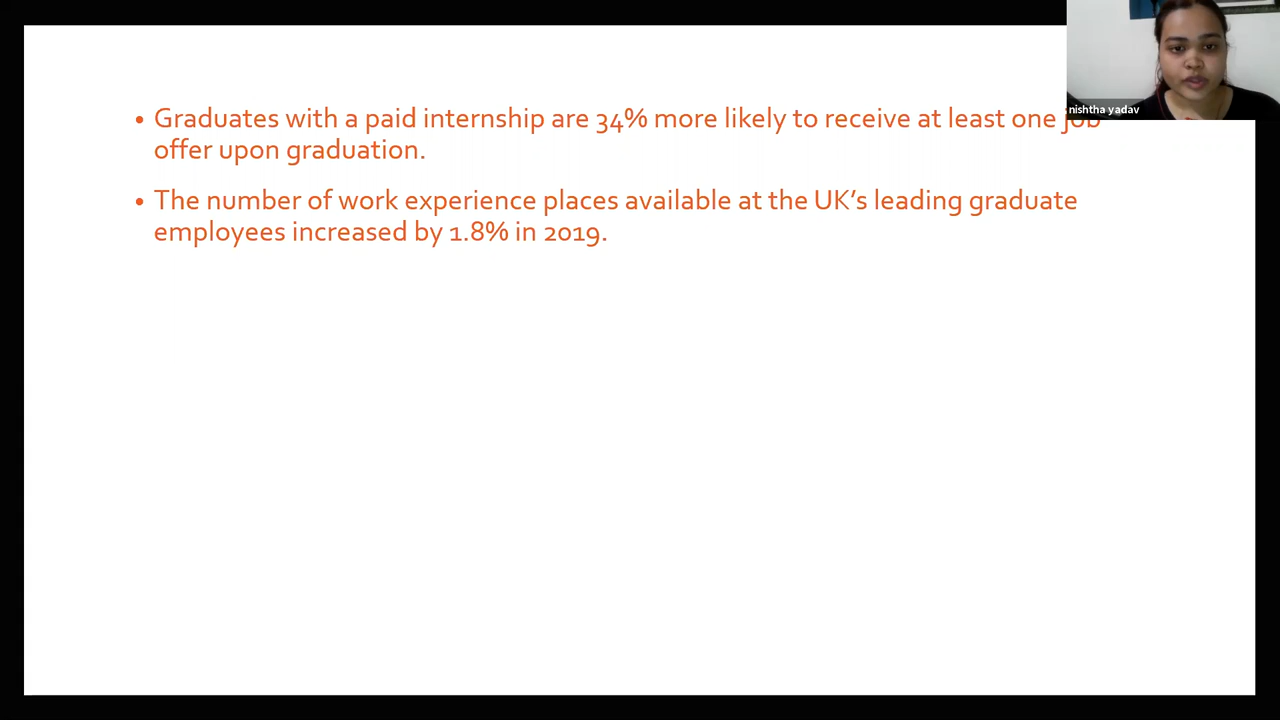 • Graduates with a paid internship are 34% more likely to receive at least one job
offer upon graduation.
• The number of work experience places available at the UK's leading graduate
employees increased by 1.8% in 2019.
nishtha yadav